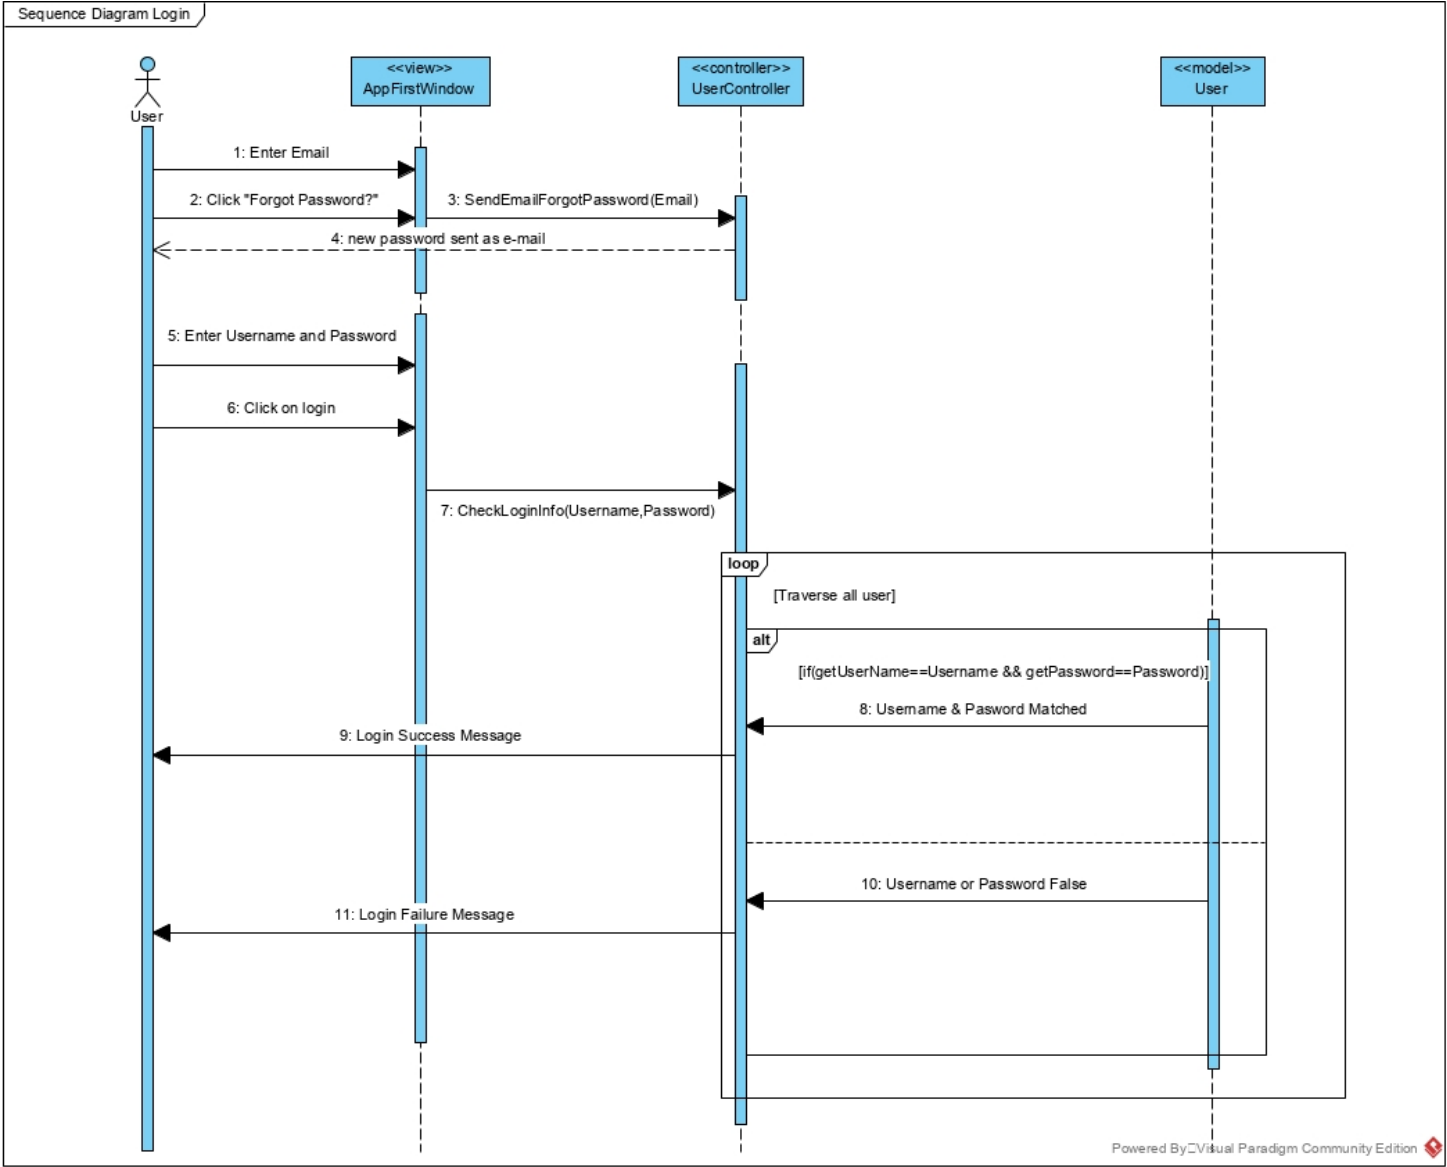 Sequence Diagram Login
<<view>>
AppFirstWindow
<<controller>>
UserController
<<model>>
User
User
1: Enter Email
2: Click "Forgot Password?"
3: SendEmailForgotPassword(Email)
4: new password sent as e-mail
5: Enter Username and Password
6: Click on login
7: CheckLoginInfo(Username,Password)
loop
[Traverse all user]
alt
[if(getUserName==Username && getPassword==Password)]
8: Username & Pasword Matched
9: Login Success Message
10: Username or Password False
11: Login Failure Message
Powered By Visual Paradigm Community Edition